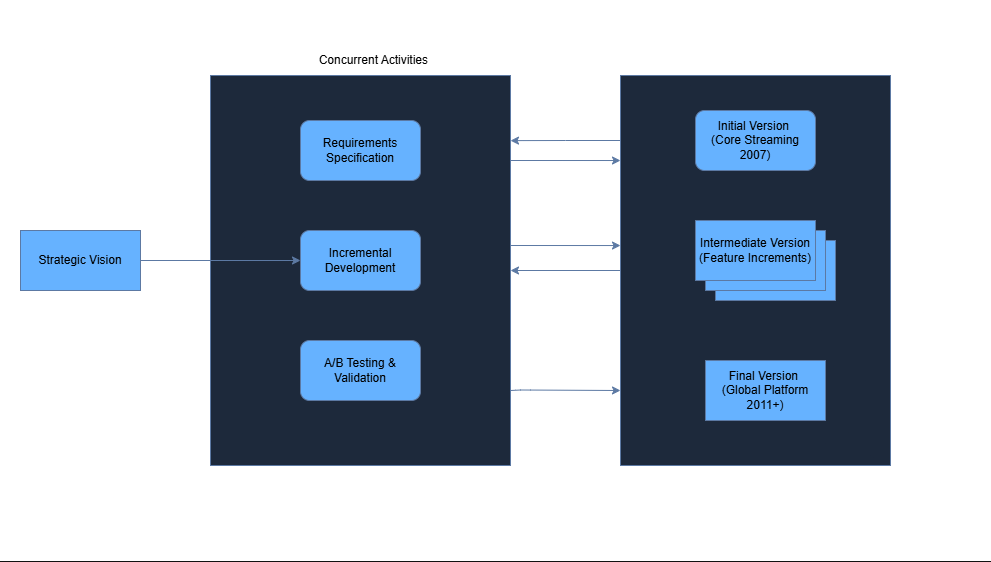 Concurrent Activities
Requirements
Specification
Initial Version
(Core Streaming
2007)
Strategic Vision
Incremental
Development
Intermediate Version
(Feature Increments)
A/B Testing &
Validation
Final Version
(Global Platform
2011+)